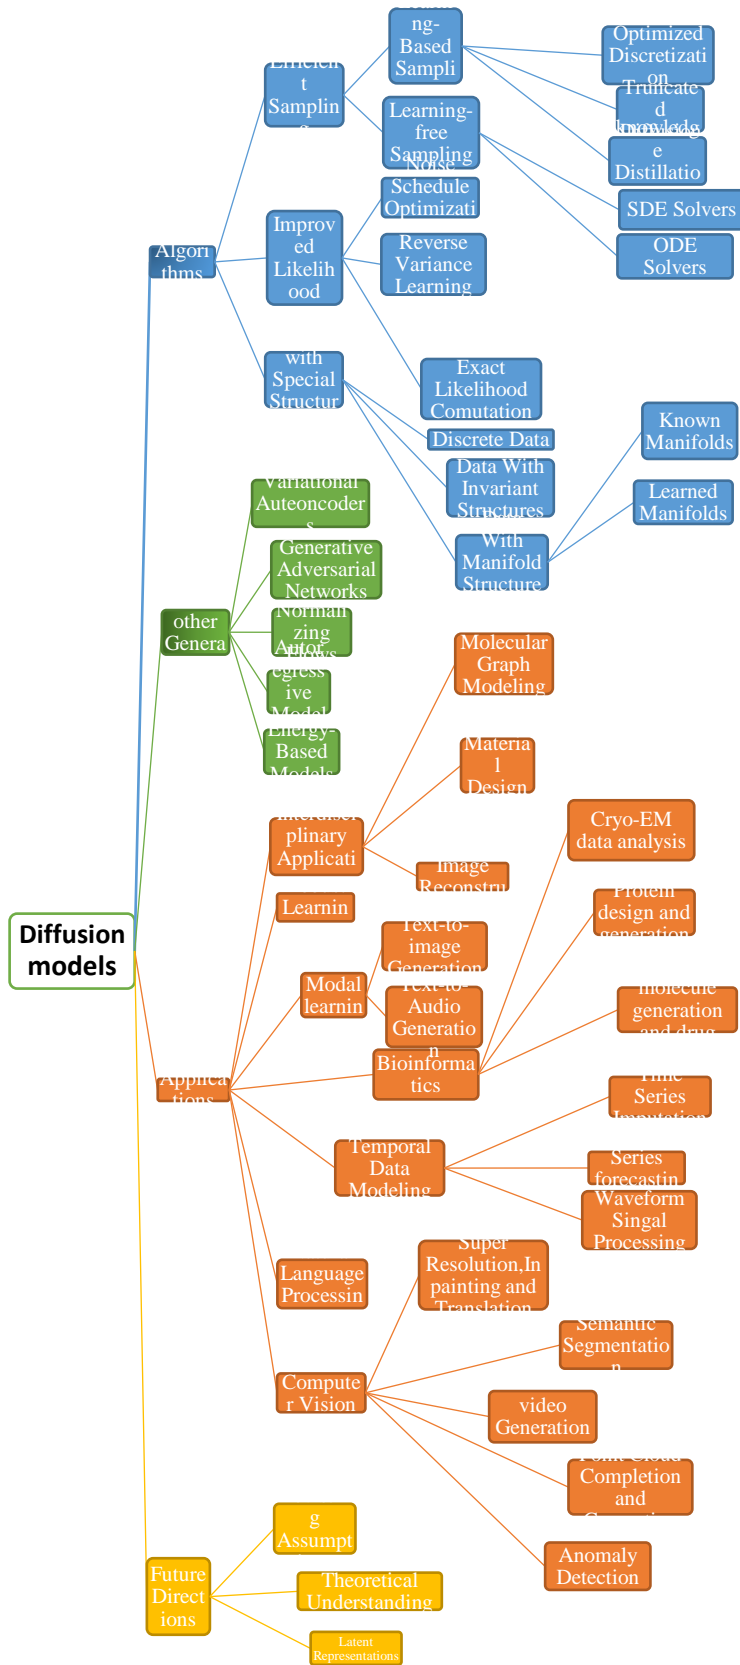 Diffusion
models
Algori
thms
Efficien
t
Samplin
ng-
Based
Sampli
Optimized
Discretizati
on
Truncate
d
e
Distillatio
Learning-
free
Sampling
SDE Solvers
ODE
Solvers
Improv
ed
Likelih
ood
Noise
Schedule
Optimizati
Reverse
Variance
Learning
Exact
Likelihood
Comutation
with
Special
Structur
Discrete Data
Data With
Invariant
Structures
With
Manifold
Structure
Known
Manifolds
Learned
Manifolds
other
Genera
Variational
Auteoncoder
s
Generative
Adversarial
Networks
Normali
zing
Flows
Autor
egress
ive
Model
Energy-
Based
Models
Applica
tions
Interdisci
plinary
Applicati
Molecular
Graph
Modeling
Materia
l
Design
Image
Reconstru
Learnin
Modal
learnin
Text-to-
image
Generation
Text-to-
Audio
Generatio
n
Bioinforma
tics
Cryo-EM
data analysis
Protein
design and
generation
molecule
generation
and drug
Temporal
Data
Modeling
Time
Series
Imputation
Series
forecastin
Waveform
Singal
Processing
Language
Processin
Compute
r Vision
Super
Resolution,In
painting and
Translation
Semantic
Segmentatio
n
video
Generation
Point Cloud
Completion
and
Future
Direct
ions
g
Assumpt
Theoretical
Understanding
Latent
Representations
Anomaly
Detection